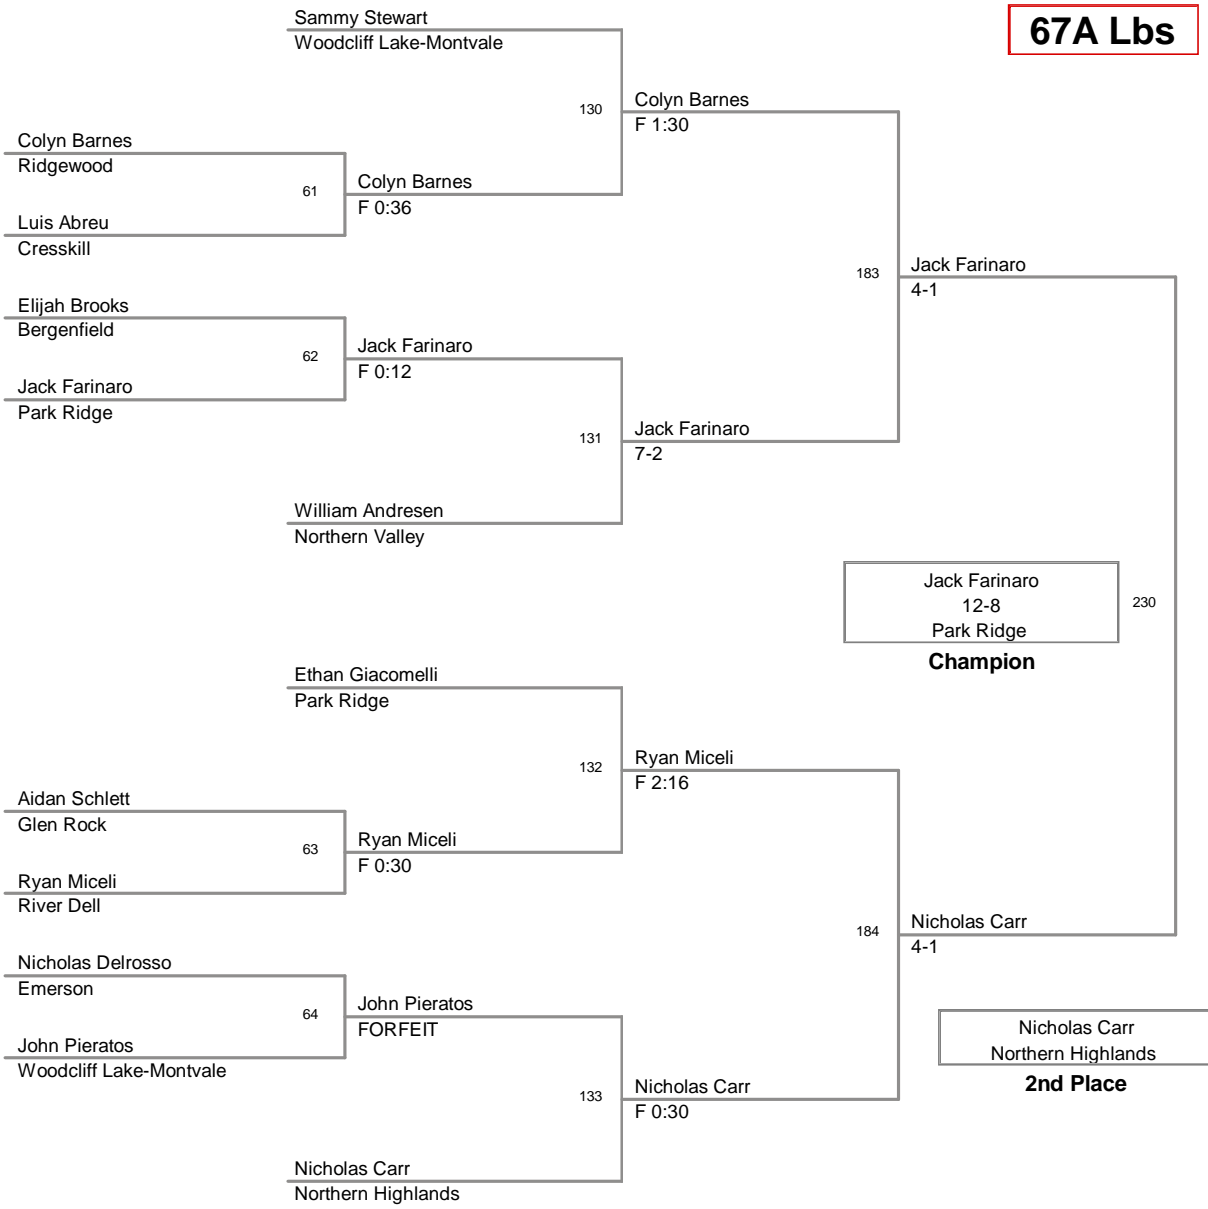 67A Lbs
Sammy Stewart
Woodcliff Lake-Montvale
130
Colyn Barnes
F 1:30
Colyn Barnes
Ridgewood
61
Colyn Barnes
F 0:36
Luis Abreu
Cresskill
183
Jack Farinaro
4-1
Elijah Brooks
Bergenfield
62
Jack Farinaro
F 0:12
Jack Farinaro
Park Ridge
131
Jack Farinaro
7-2
William Andresen
Northern Valley
Jack Farinaro
12-8
Park Ridge
230
Champion
Ethan Giacomelli
Park Ridge
132
Ryan Miceli
F 2:16
Aidan Schlett
Glen Rock
63
Ryan Miceli
F 0:30
Ryan Miceli
River Dell
184
Nicholas Carr
4-1
Nicholas Delrosso
Emerson
64
John Pieratos
FORFEIT
John Pieratos
Woodcliff Lake-Montvale
Nicholas Carr
Northern Highlands
2nd Place
133
Nicholas Carr
F 0:30
Nicholas Carr
Northern Highlands